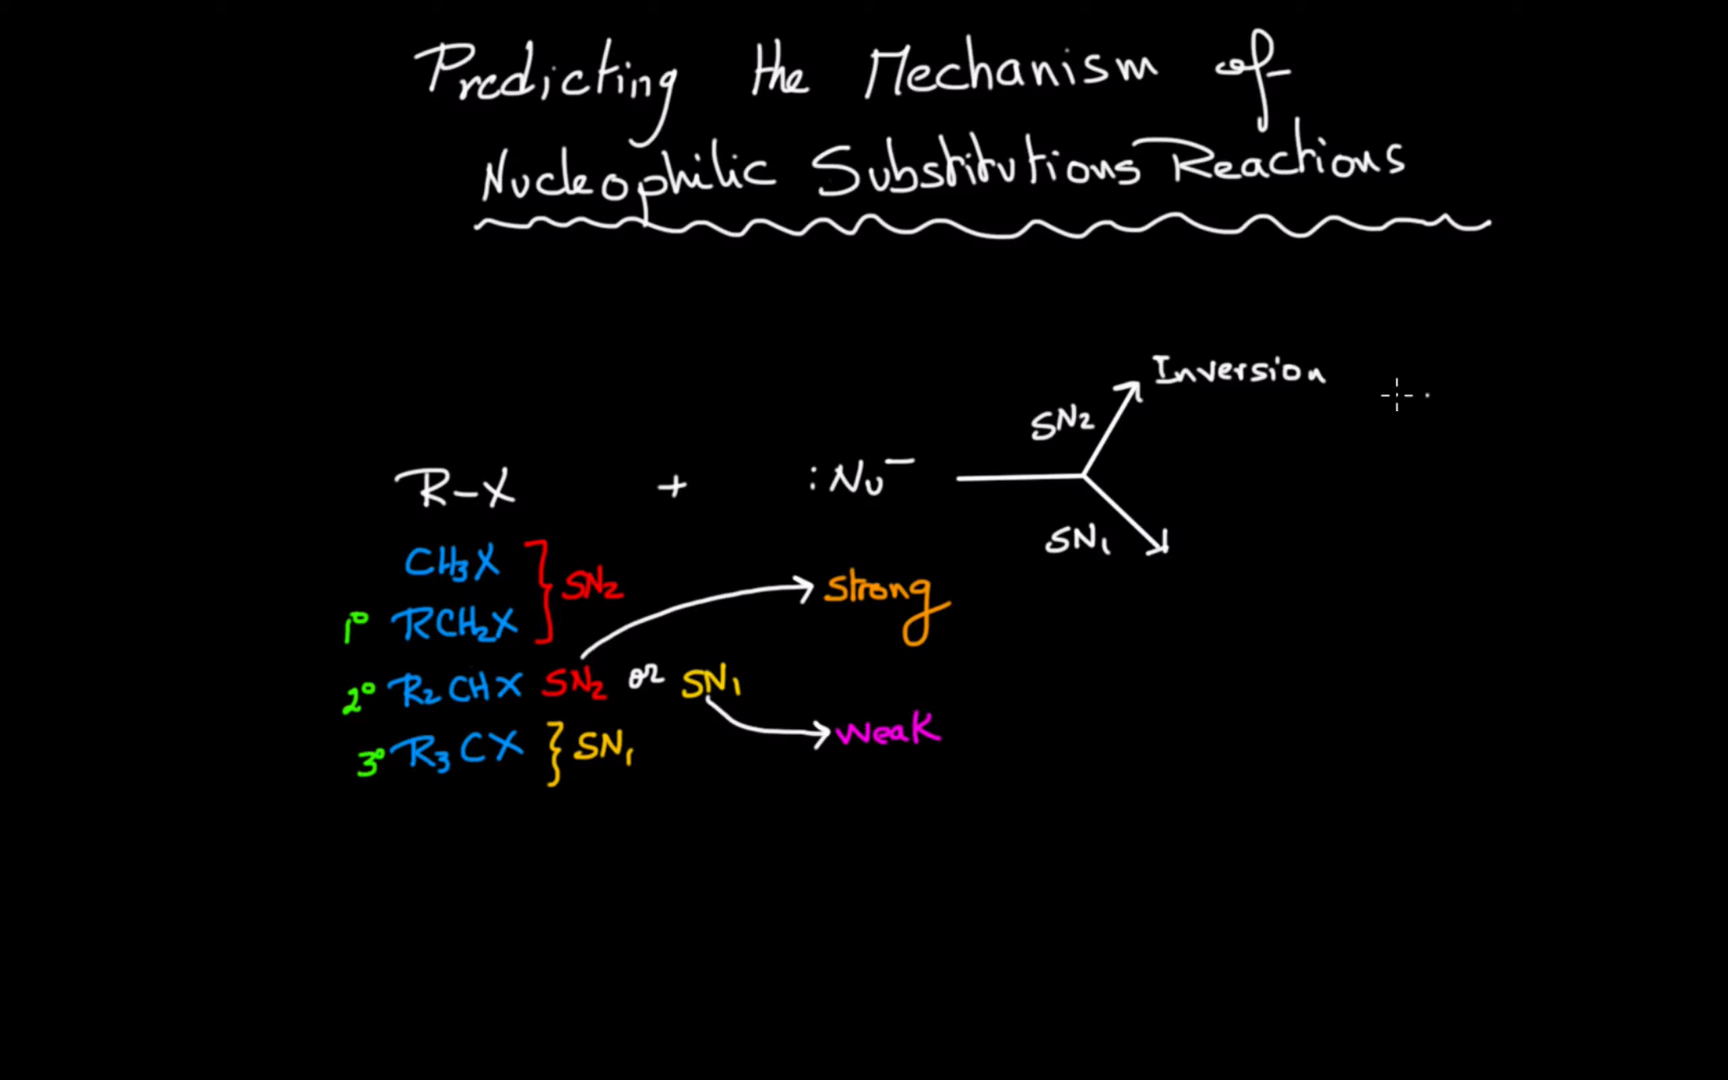 Predicting the Mechanism of
Nucleophilic Substitutions Reactions
Inversion
SN2
R-X + :Nu⁻
SN1
CH3X
SN2
Strong
1° RCH2X
2° R2CHX SN2 or SN1
weak
3° R3CX } SN1